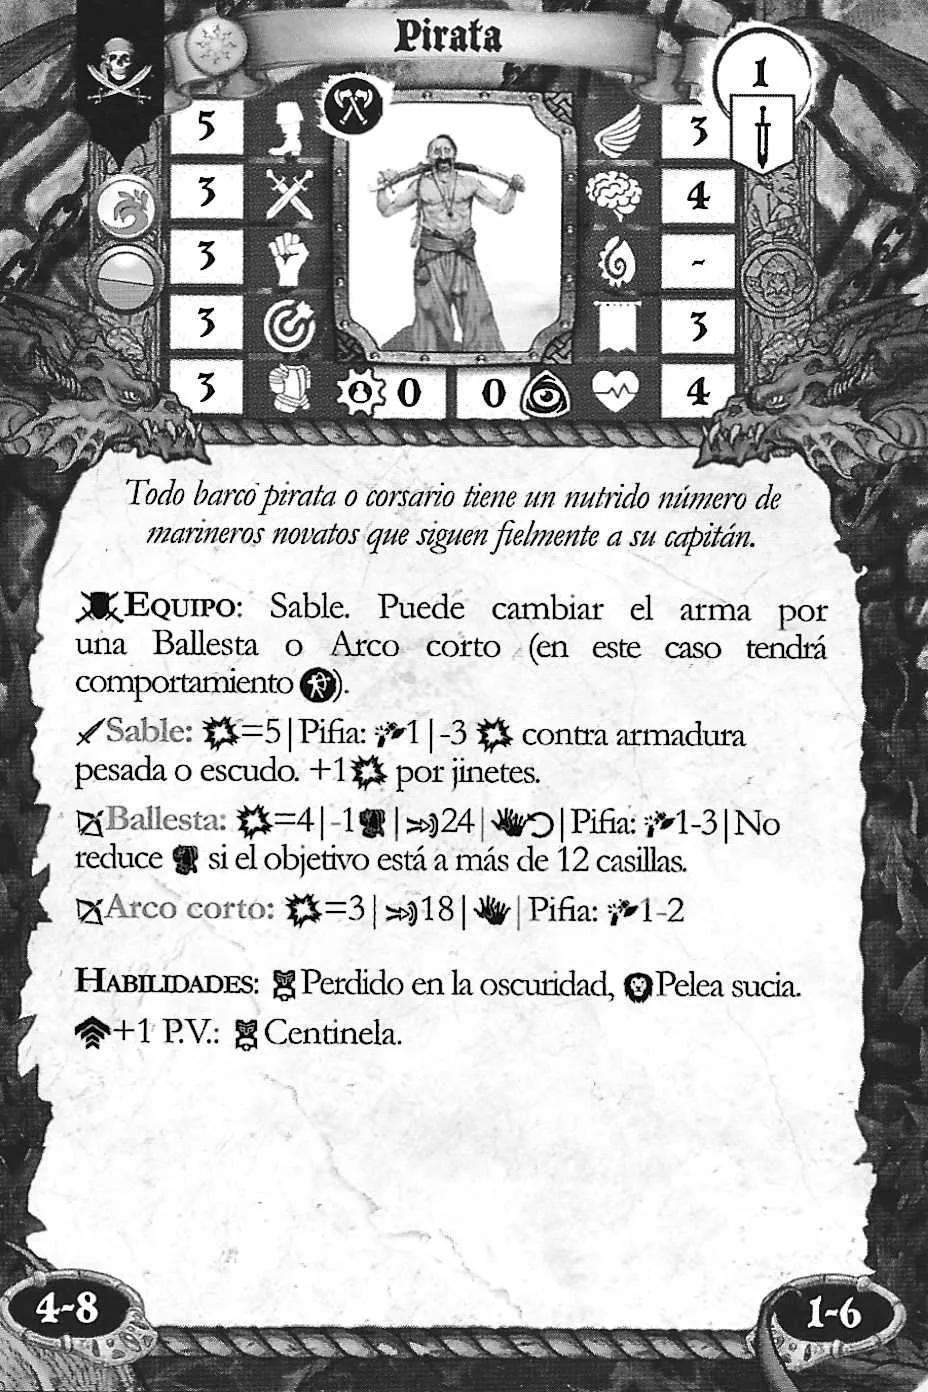 Pirata
1
5
3
3
4
3
-
3
3
3
0
0
4
Todo barco pirata o corsario tiene un nutrido número de
marineros novatos que siguen fielmente a su capitán.
EQUIPO: Sable. Puede cambiar el arma por
una Ballesta o Arco corto (en este caso tendrá
comportamiento ).
Sable: =5|Pifia: 1|-3 contra armadura
pesada o escudo. +1 por jinetes.
Ballesta: =4|-1 | 24| |Pifia: 1-3|No
reduce si el objetivo está a más de 12 casillas.
Arco corto: =3| 18| |Pifia: 1-2
HABILIDADES: Perdido en la oscuridad, Pelea sucia.
+1 P.V.: Centinela.
4-8
1-6